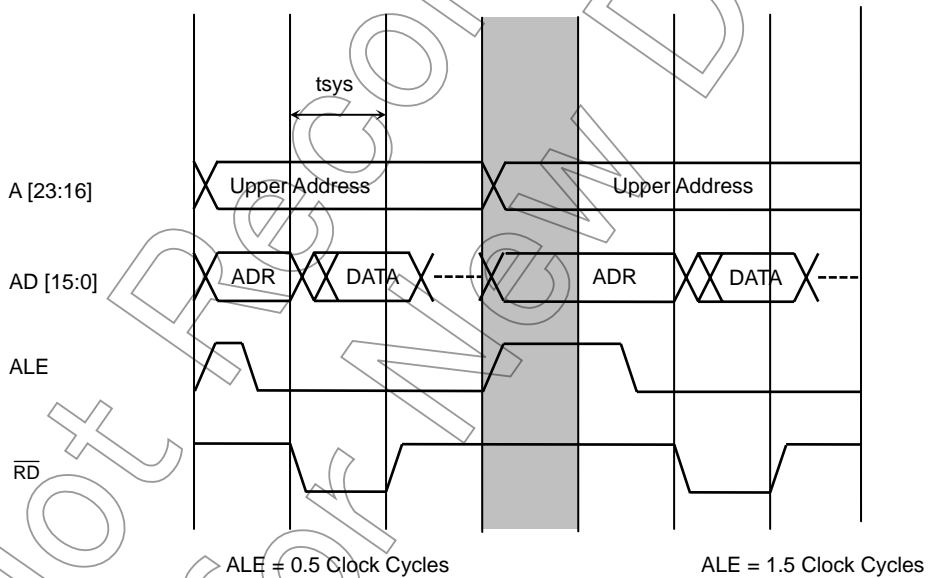 tsys
A [23:16]
Upper Address
Upper Address
AD [15:0]
ADR
DATA
ADR
DATA
ALE
RD
ALE = 0.5 Clock Cycles
ALE = 1.5 Clock Cycles